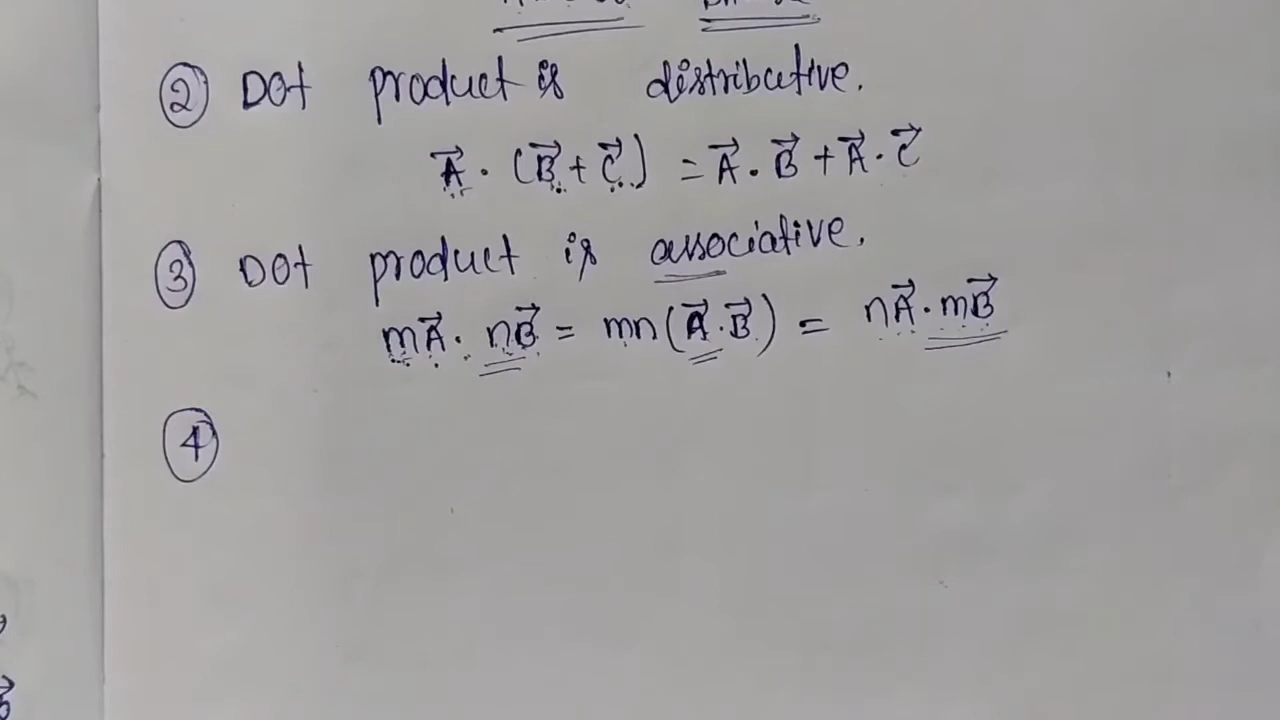 ② Dot product is distributive.
A⃗ · (B⃗ + C⃗) = A⃗ · B⃗ + A⃗ · C⃗
③ Dot product is associative.
mA⃗ · nB⃗ = mn(A⃗ · B⃗) = nA⃗ · mB⃗
④